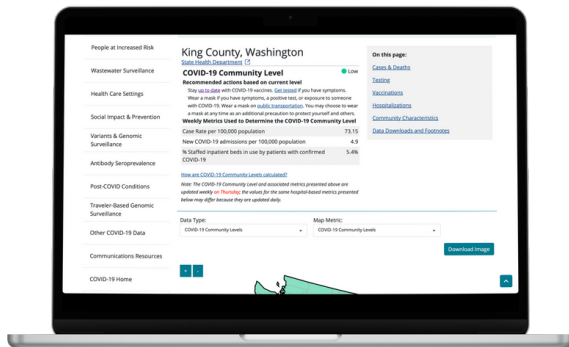 People at Increased Risk
Wastewater Surveillance
Health Care Settings
Social Impact & Prevention
Variants & Genomic
Surveillance
Antibody Seroprevalence
Post-COVID Conditions
Traveler-Based Genomic
Surveillance
Other COVID-19 Data
Communications Resources
COVID-19 Home
King County, Washington
State Health Department
COVID-19 Community Level
Low
Recommended actions based on current level
Stay up to date with COVID-19 vaccines. Get tested if you have symptoms.
Wear a mask if you have symptoms, a positive test, or exposure to someone
with COVID-19. Wear a mask on public transportation. You may choose to wear
a mask at any time as an additional precaution to protect yourself and others.
Weekly Metrics Used to Determine the COVID-19 Community Level
Case Rate per 100,000 population 73.15
New COVID-19 admissions per 100,000 population 4.9
% Staffed inpatient beds in use by patients with confirmed 5.4%
COVID-19
How are COVID-19 Community Levels calculated?
Note: The COVID-19 Community Level and associated metrics presented above are
updated weekly on Thursday; the values for the same hospital-based metrics presented
below may differ because they are updated daily.
Data Type:
COVID-19 Community Levels
Map Metric:
COVID-19 Community Levels
Download Image
+ -
On this page:
Cases & Deaths
Testing
Vaccinations
Hospitalizations
Community Characteristics
Data Downloads and Footnotes